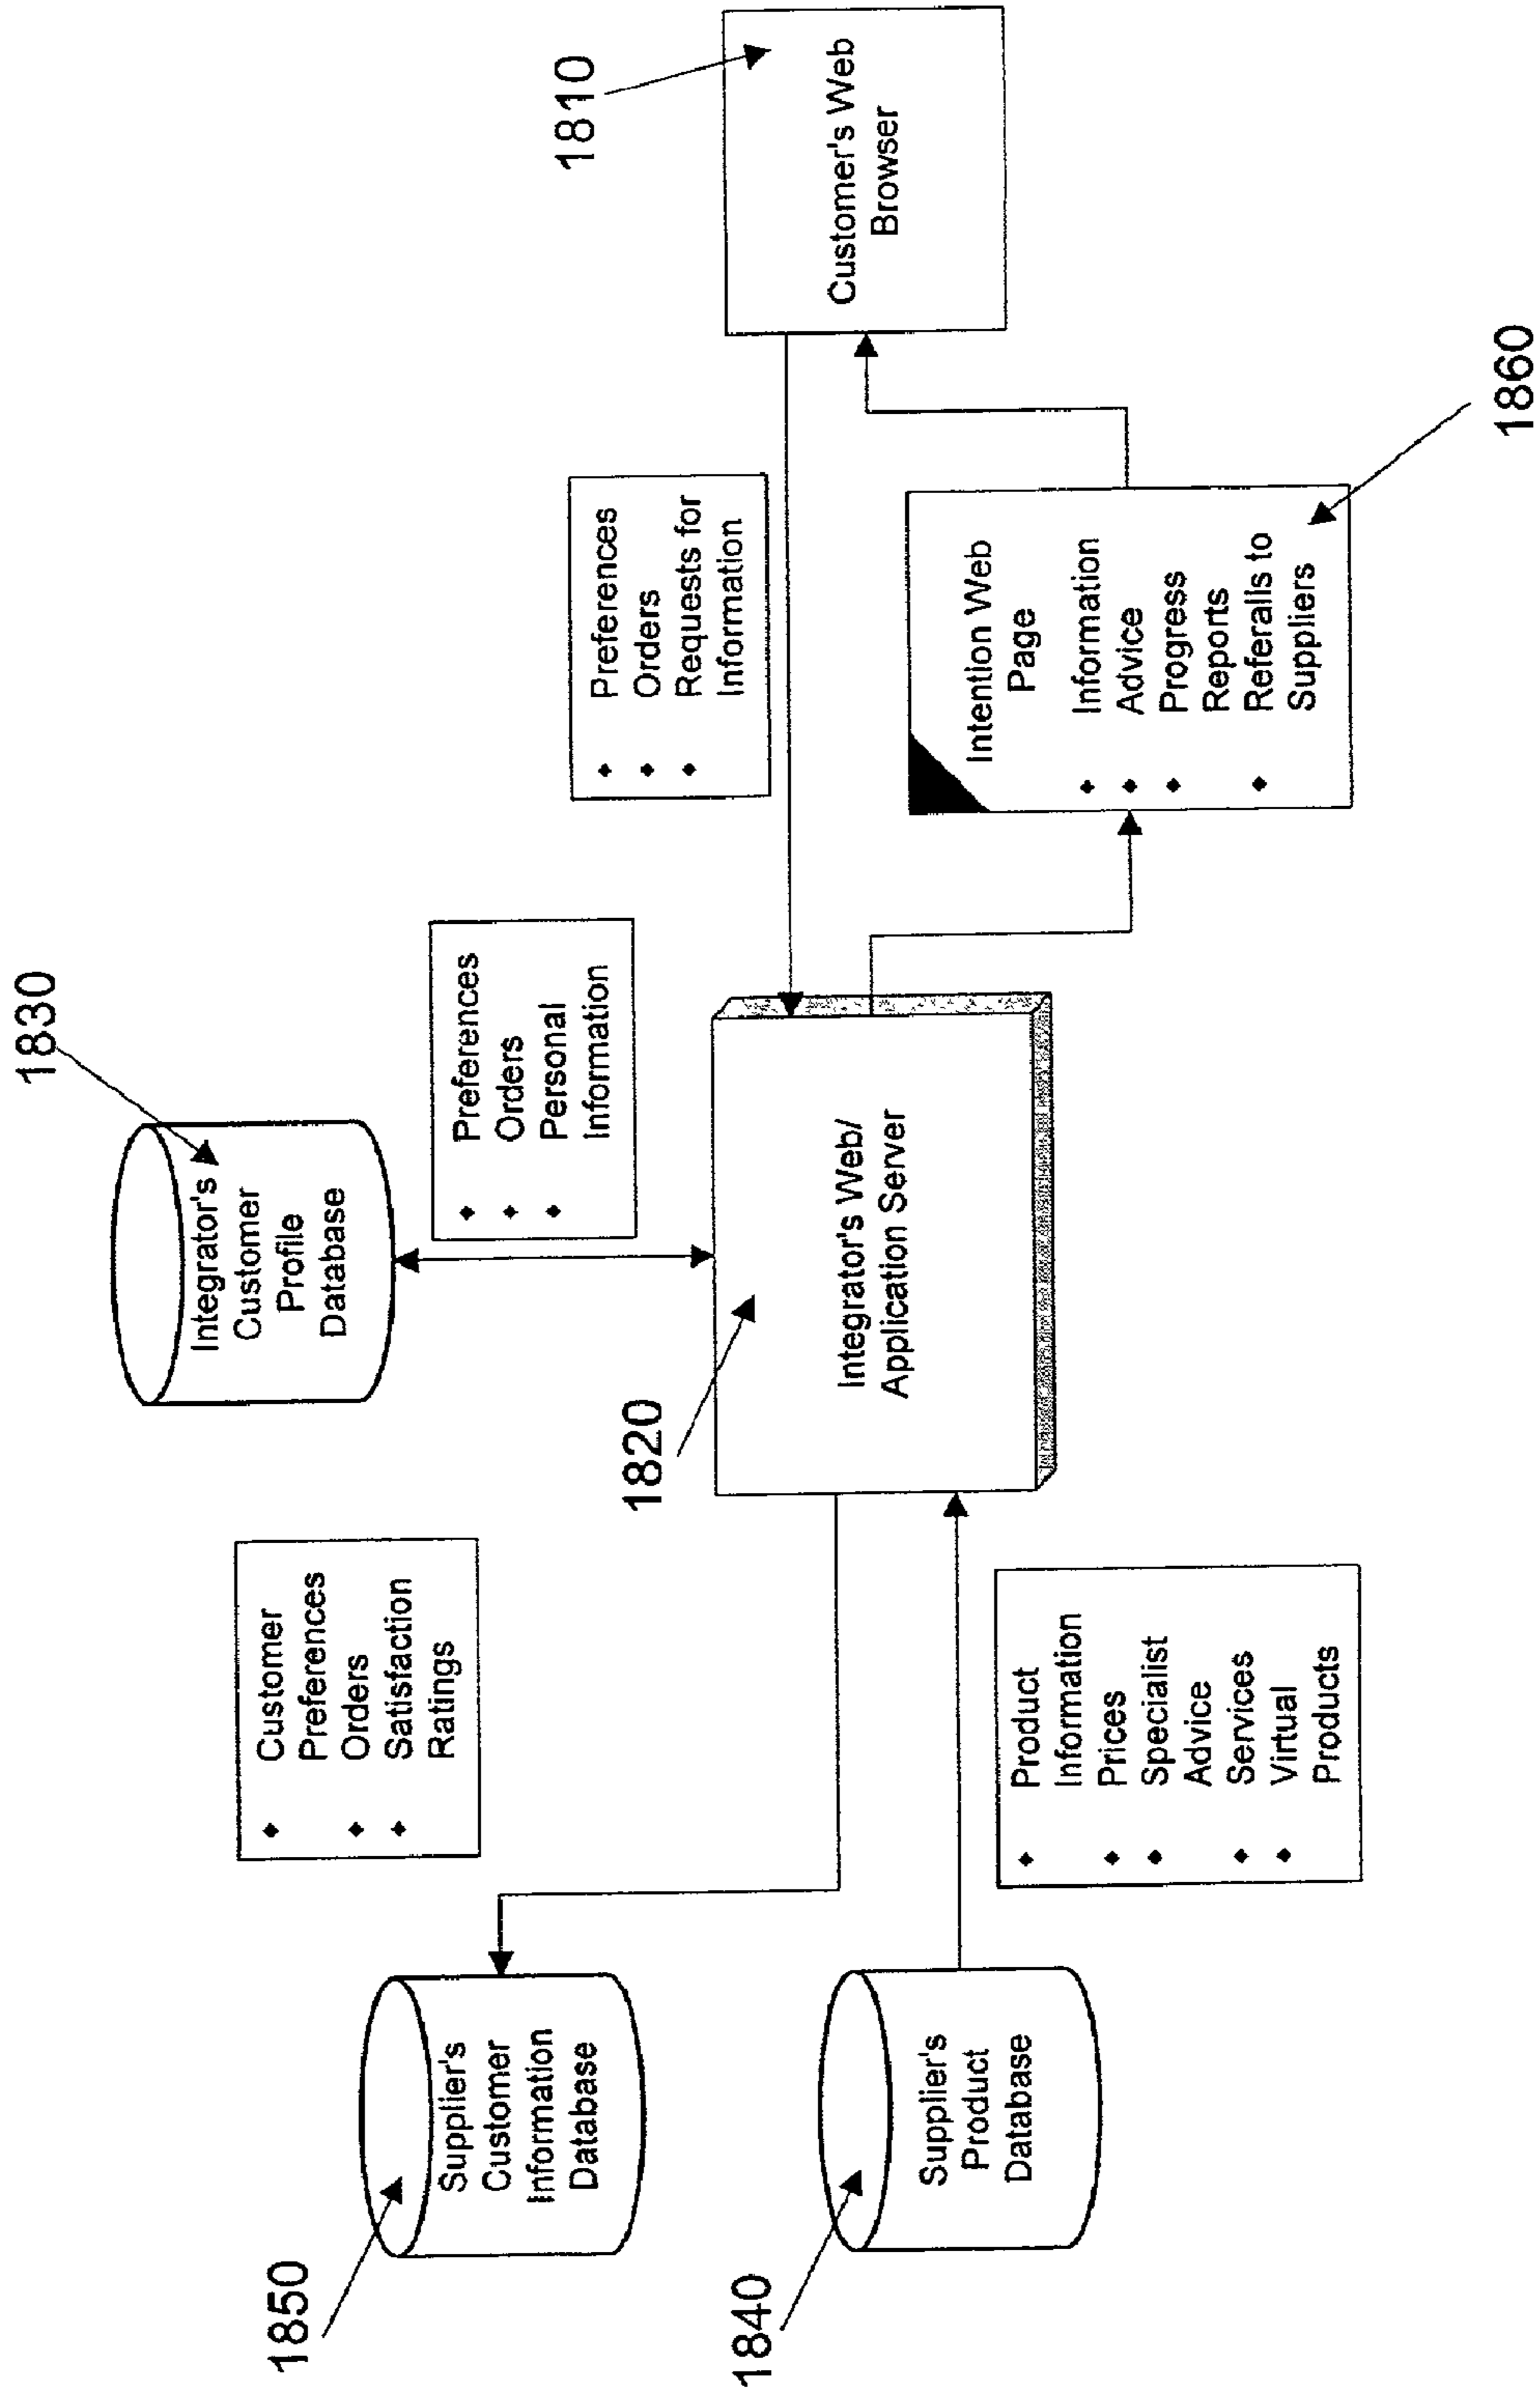 1830
Integrator's
Customer
Profile
Database
♦ Preferences
♦ Orders
♦ Personal
Information
♦ Customer
Preferences
♦ Orders
♦ Satisfaction
Ratings
1850
Supplier's
Customer
Information
Database
1820
Integrator's Web/
Application Server
♦ Preferences
♦ Orders
♦ Requests for
Information
1810
Customer's Web
Browser
1840
Supplier's
Product
Database
♦ Product
Information
♦ Prices
♦ Specialist
Advice
♦ Services
♦ Virtual
Products
Intention Web
Page
♦ Information
♦ Advice
♦ Progress
Reports
♦ Referalls to
Suppliers
1860